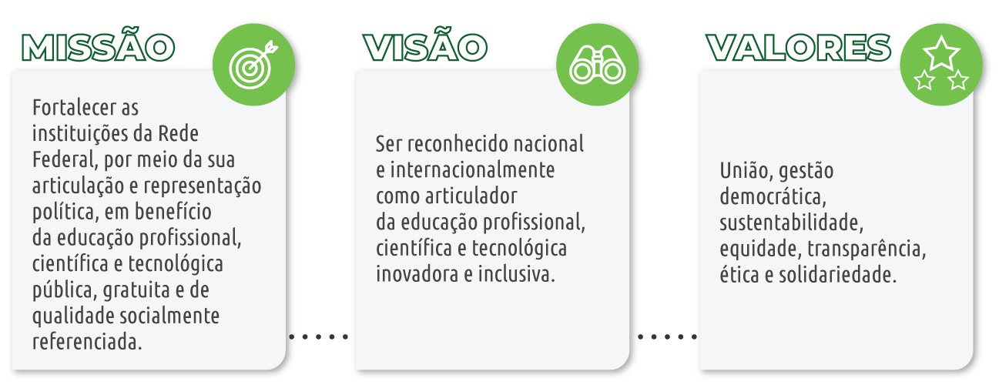 MISSÃO
Fortalecer as
instituições da Rede
Federal, por meio da sua
articulação e representação
política, em benefício
da educação profissional,
científica e tecnológica
pública, gratuita e de
qualidade socialmente
referenciada.
VISÃO
Ser reconhecido nacional
e internacionalmente
como articulador
da educação profissional,
científica e tecnológica
inovadora e inclusiva.
VALORES
União, gestão
democrática,
sustentabilidade,
equidade, transparência,
ética e solidariedade.